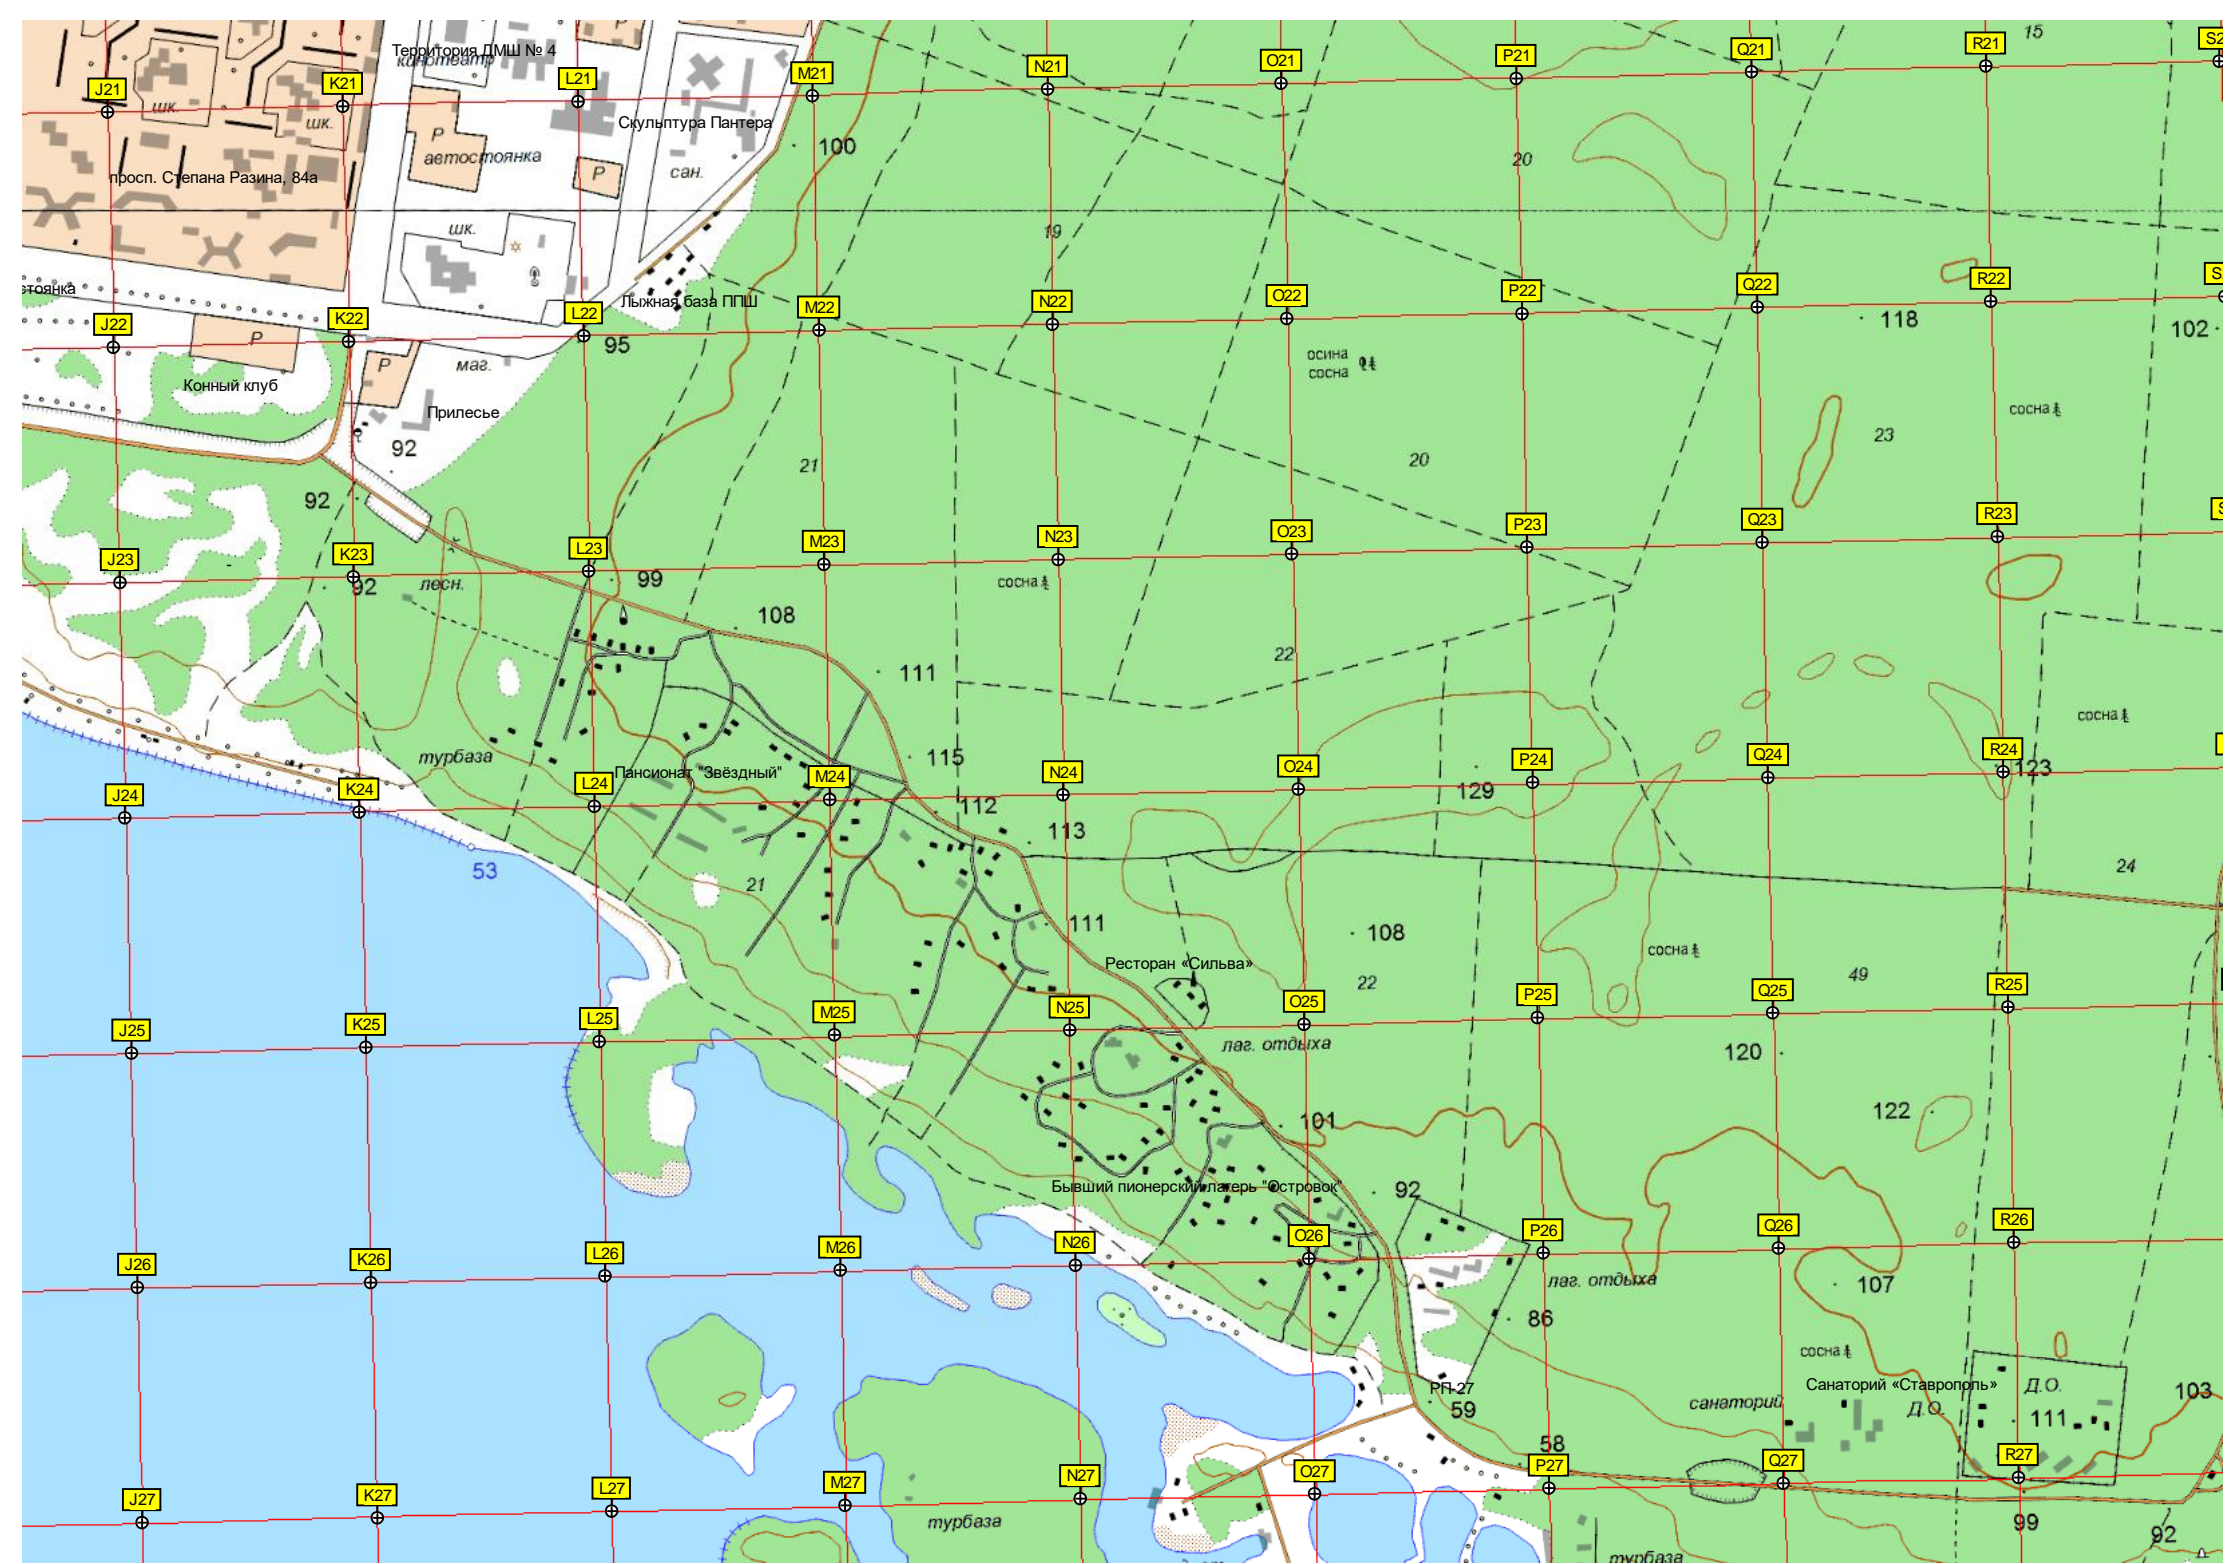 15
S2
R21
Q21
P21
O21
N21
M21
L21
K21
J21
Территория ДМШ № 4
кинотеатр
P
шк.
шк.
P
автостоянка
Скульптура Пантера
100
сан.
P
20
просп. Степана Разина, 84а
шк.
19
стоянка
Лыжная база ППШ
J22
K22
L22
M22
N22
O22
P22
Q22
R22
S
95
118
102
P
P
маг.
осина
сосна
Конный клуб
Прилесье
сосна
92
21
20
23
92
J23
K23
L23
M23
N23
O23
P23
Q23
R23
S
92
лесн.
99
сосна
108
111
22
сосна
турбаза
115
Пансионат "Звёздный"
J24
K24
L24
M24
N24
O24
P24
Q24
R24
123
129
112
113
53
21
24
111
108
сосна
Ресторан «Сильва»
22
49
J25
K25
L25
M25
N25
O25
P25
Q25
R25
лаг. отдыха
120
101
122
Бывший пионерский лагерь "Островок"
92
J26
K26
L26
M26
N26
O26
P26
Q26
R26
лаг. отдыха
107
86
сосна
РП-27
59
санаторий
Санаторий «Ставрополь»
Д.О.
Д.О.
111
103
58
J27
K27
L27
M27
N27
O27
P27
Q27
R27
турбаза
99
92
турбаза